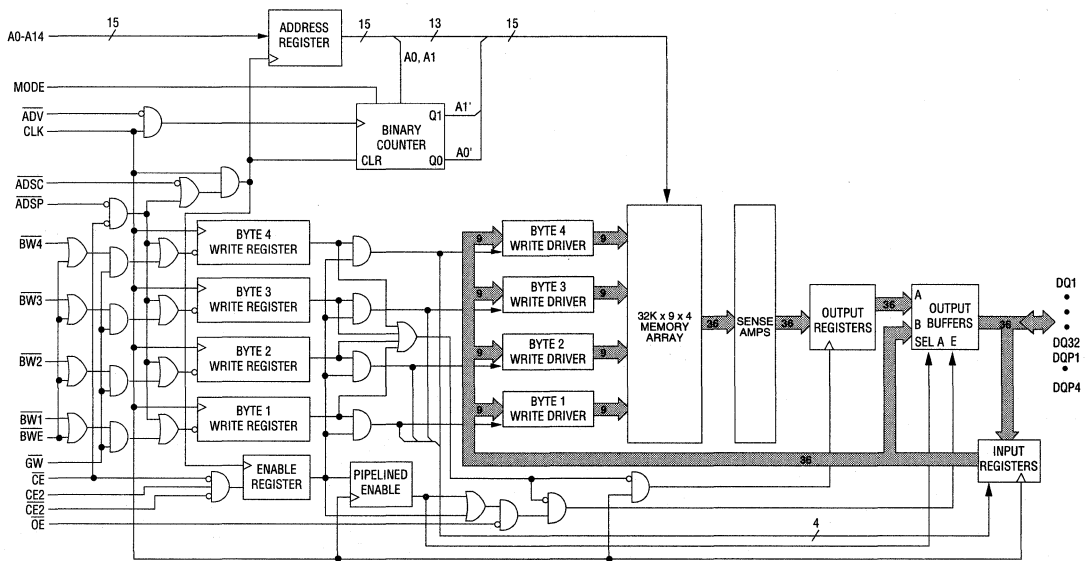 15
ADDRESS
REGISTER
15
13
15
A0-A14
A0, A1
MODE
ADV
CLK
BINARY
COUNTER
Q1
A1'
CLR
Q0
A0'
ADSC
ADSP
BW4
BYTE 4
WRITE REGISTER
9
BYTE 4
WRITE DRIVER
9
BW3
BYTE 3
WRITE REGISTER
9
BYTE 3
WRITE DRIVER
9
BW2
BYTE 2
WRITE REGISTER
9
BYTE 2
WRITE DRIVER
9
BW1
BWE
BYTE 1
WRITE REGISTER
9
BYTE 1
WRITE DRIVER
9
32K x 9 x 4
MEMORY
ARRAY
36
SENSE
AMPS
36
OUTPUT
REGISTERS
36
A
B
SEL A E
OUTPUT
BUFFERS
36
DQ1
DQ32
DQP1
DQP4
GW
CE
CE2
CE2
OE
ENABLE
REGISTER
PIPELINED
ENABLE
36
INPUT
REGISTERS
4